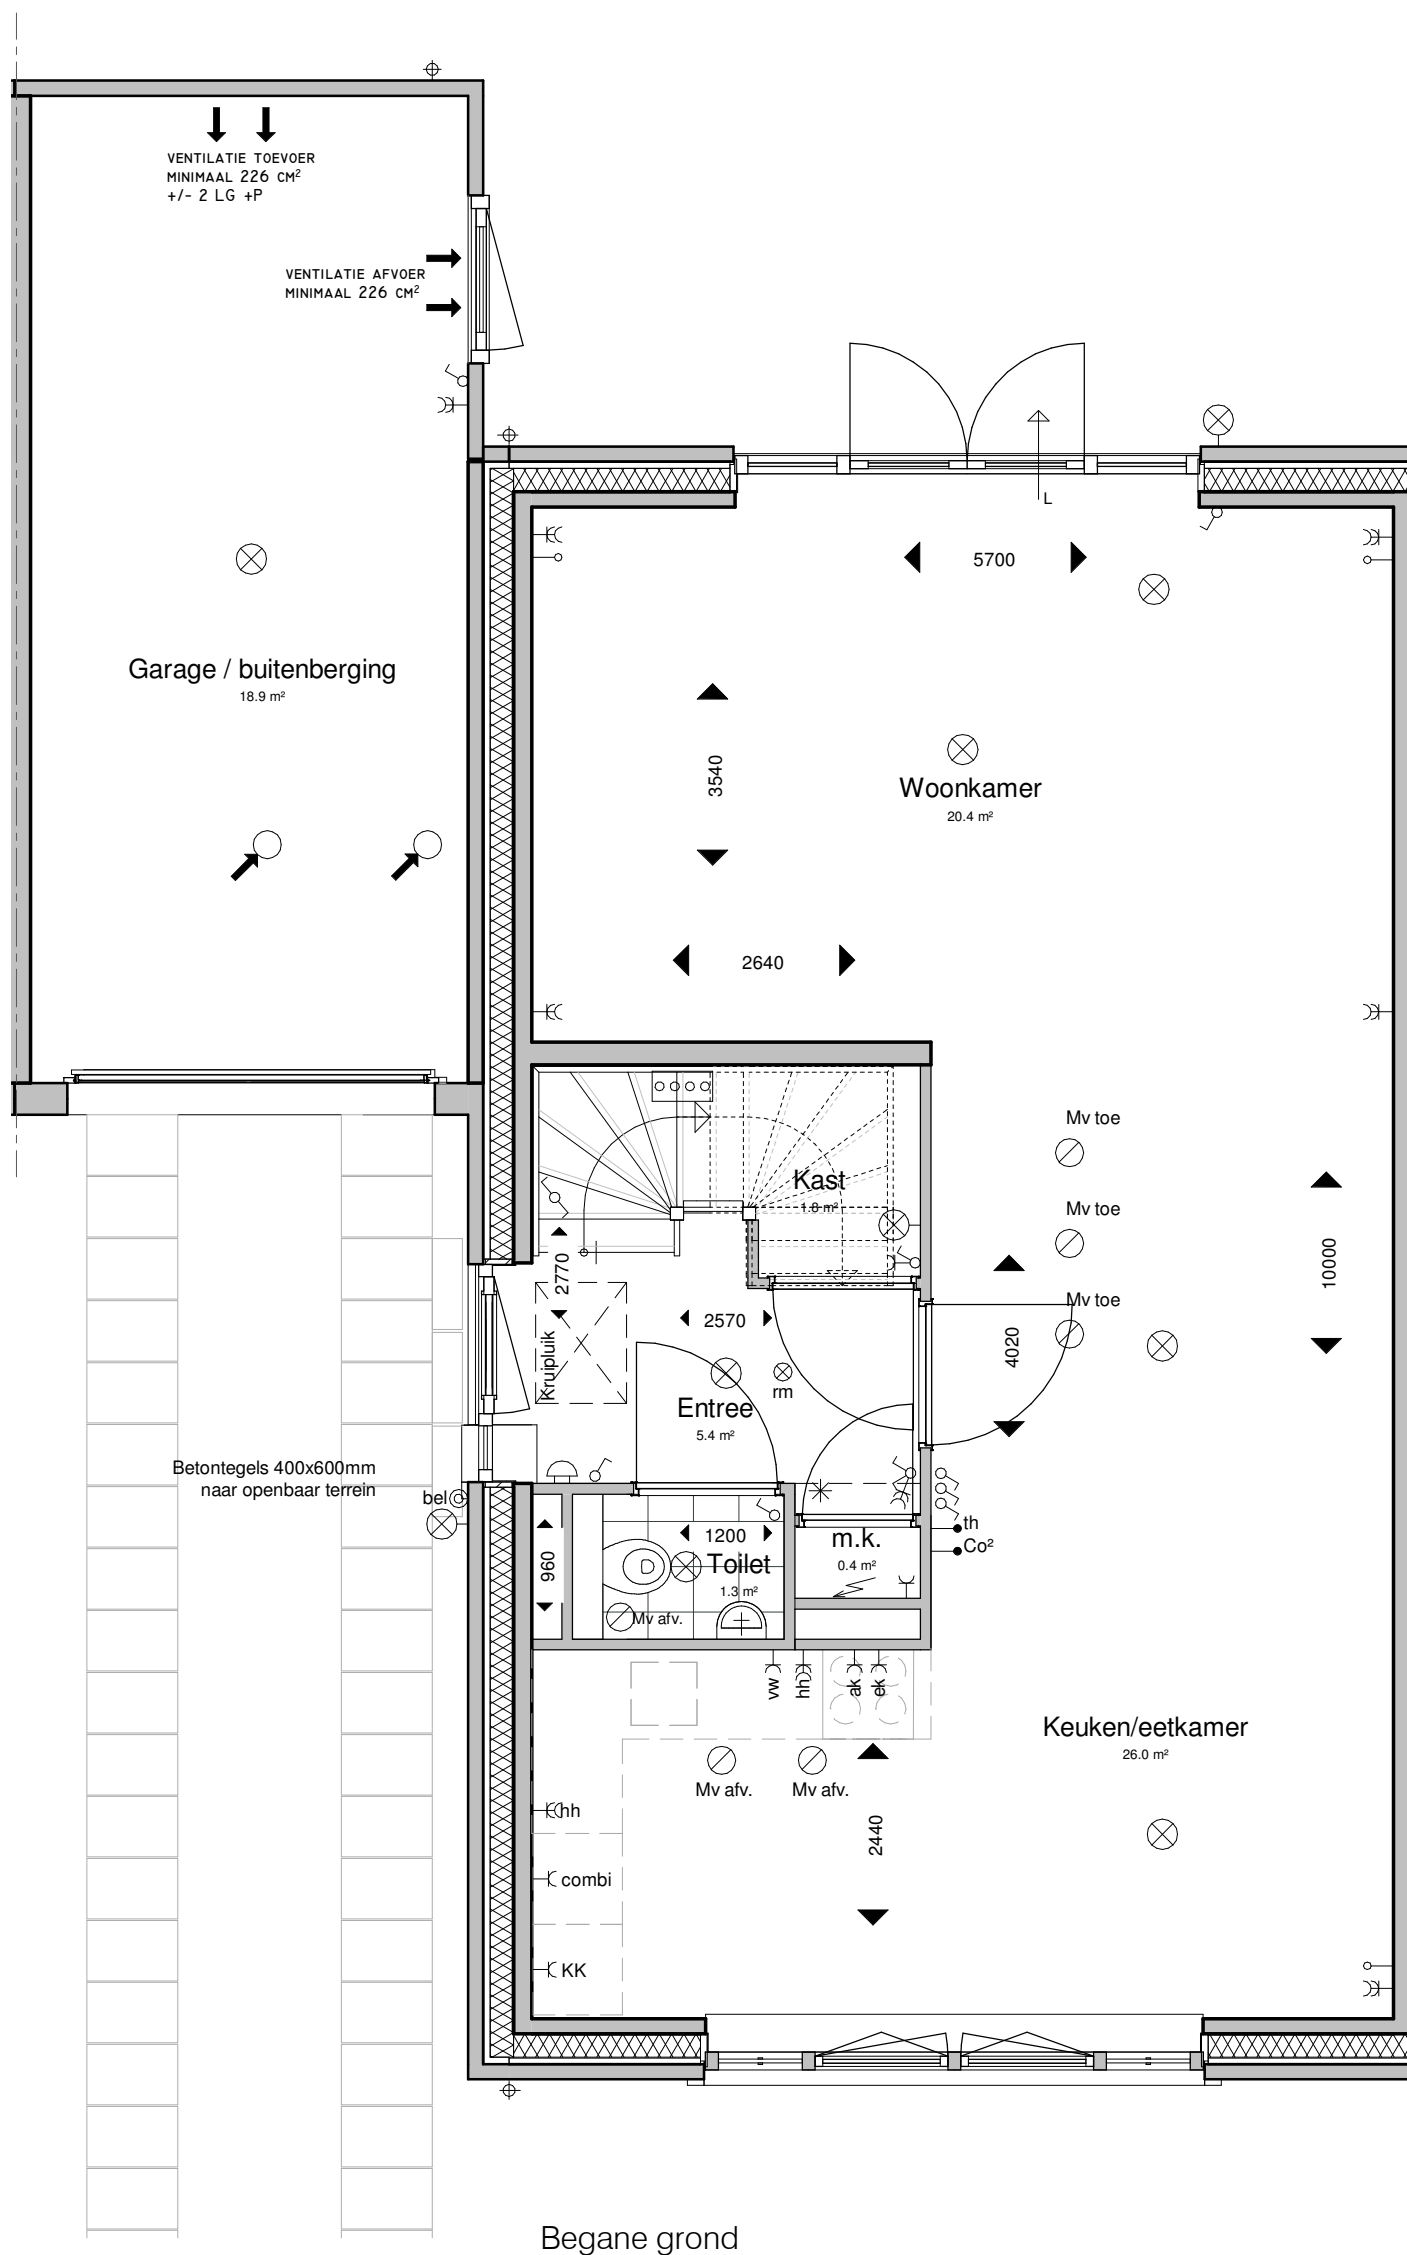 VENTILATIE TOEVOER
MINIMAAL 226 CM²
+/- 2 LG +P
VENTILATIE AFVOER
MINIMAAL 226 CM²
L
5700
Garage / buitenberging
18.9 m²
3540
Woonkamer
20.4 m²
2640
Mv toe
Kast
1.8 m²
Mv toe
2770
10000
Mv toe
2570
4020
Kruipluik
rm
Entree
5.4 m²
Betontegels 400x600mm
naar openbaar terrein
bel
th
1200
m.k.
Co²
960
Toilet
0.4 m²
1.3 m²
Mv afv.
vw
hh
ak
ek
Keuken/eetkamer
26.0 m²
Mv afv.
Mv afv.
hh
2440
combi
KK
Begane grond